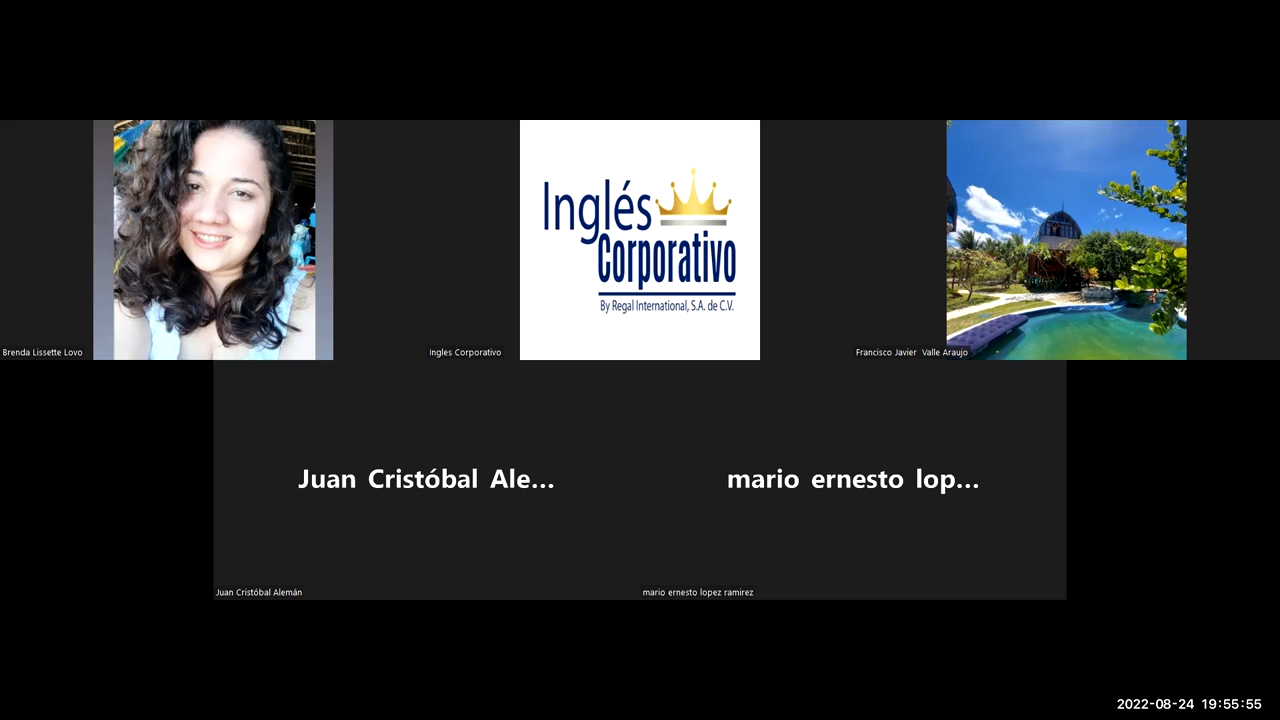 Inglés
Corporativo
By Regal International, S.A. de C.V.
Brenda Lissette Lovo
Ingles Corporativo
Francisco Javier Valle Araujo
Juan Cristóbal Ale...
mario ernesto lop...
Juan Cristóbal Alemán
mario ernesto lopez ramirez
2022-08-24 19:55:55